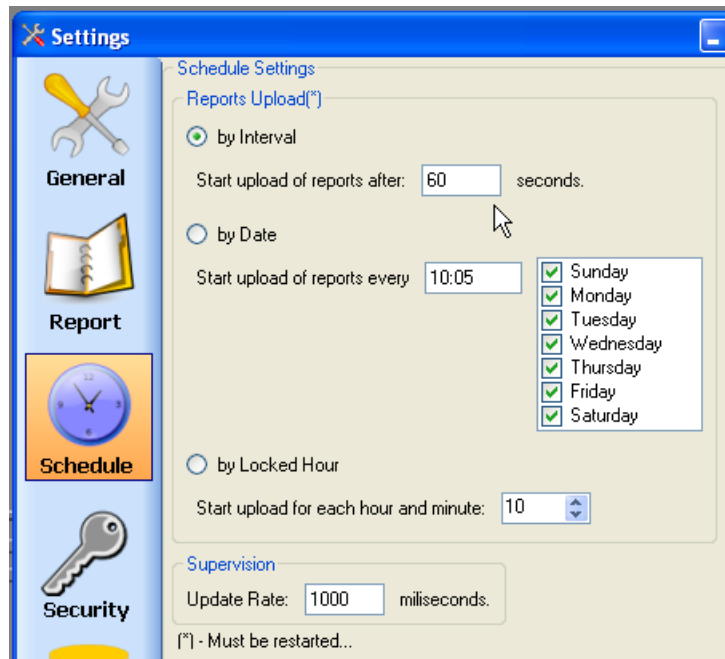 Settings
General
Report
Schedule
Security
Schedule Settings
Reports Upload(*)
by Interval
Start upload of reports after: 60 seconds.
by Date
Start upload of reports every 10:05
Sunday
Monday
Tuesday
Wednesday
Thursday
Friday
Saturday
by Locked Hour
Start upload for each hour and minute: 10
Supervision
Update Rate: 1000 miliseconds.
(*) - Must be restarted...